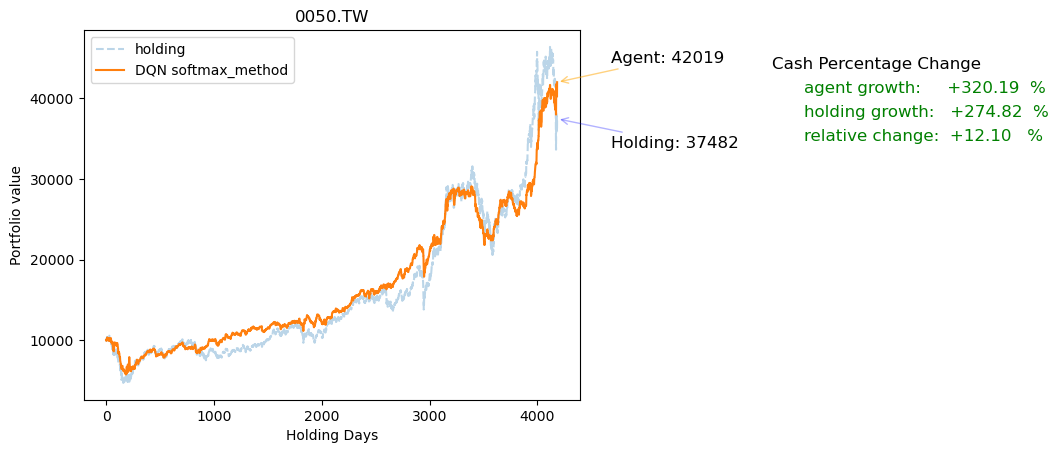 0050.TW
holding
DQN softmax_method
Agent: 42019
Holding: 37482
Cash Percentage Change
agent growth: +320.19 %
holding growth: +274.82 %
relative change: +12.10 %
Portfolio value
40000
30000
20000
10000
0 1000 2000 3000 4000
Holding Days